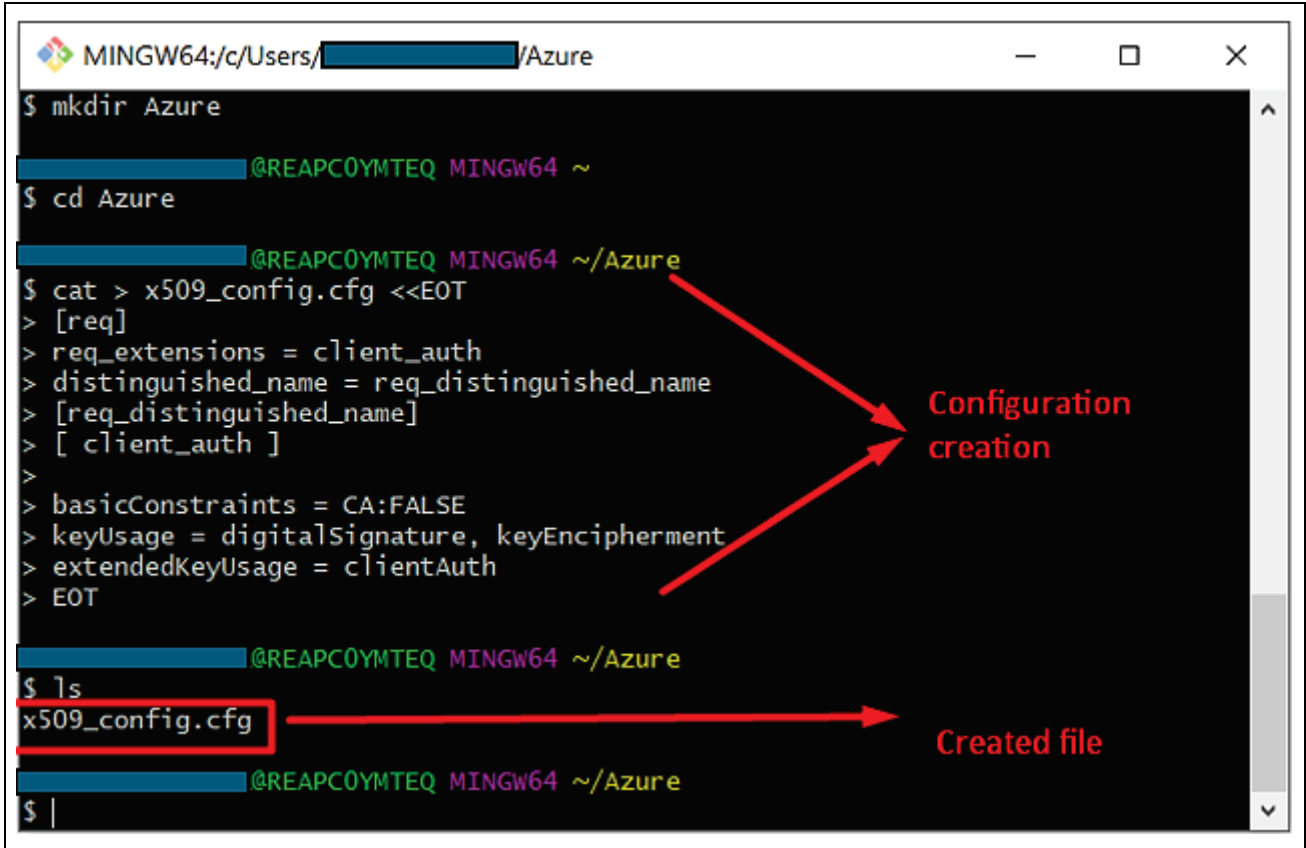 MINGW64:/c/Users/ /Azure
$ mkdir Azure
@REAPC0YMTEQ MINGW64 ~
$ cd Azure
@REAPC0YMTEQ MINGW64 ~/Azure
$ cat > x509_config.cfg <<EOT
> [req]
> req_extensions = client_auth
> distinguished_name = req_distinguished_name
> [req_distinguished_name]
> [ client_auth ]
>
> basicConstraints = CA:FALSE
> keyUsage = digitalSignature, keyEncipherment
> extendedKeyUsage = clientAuth
> EOT
Configuration
creation
@REAPC0YMTEQ MINGW64 ~/Azure
$ ls
x509_config.cfg
Created file
@REAPC0YMTEQ MINGW64 ~/Azure
$